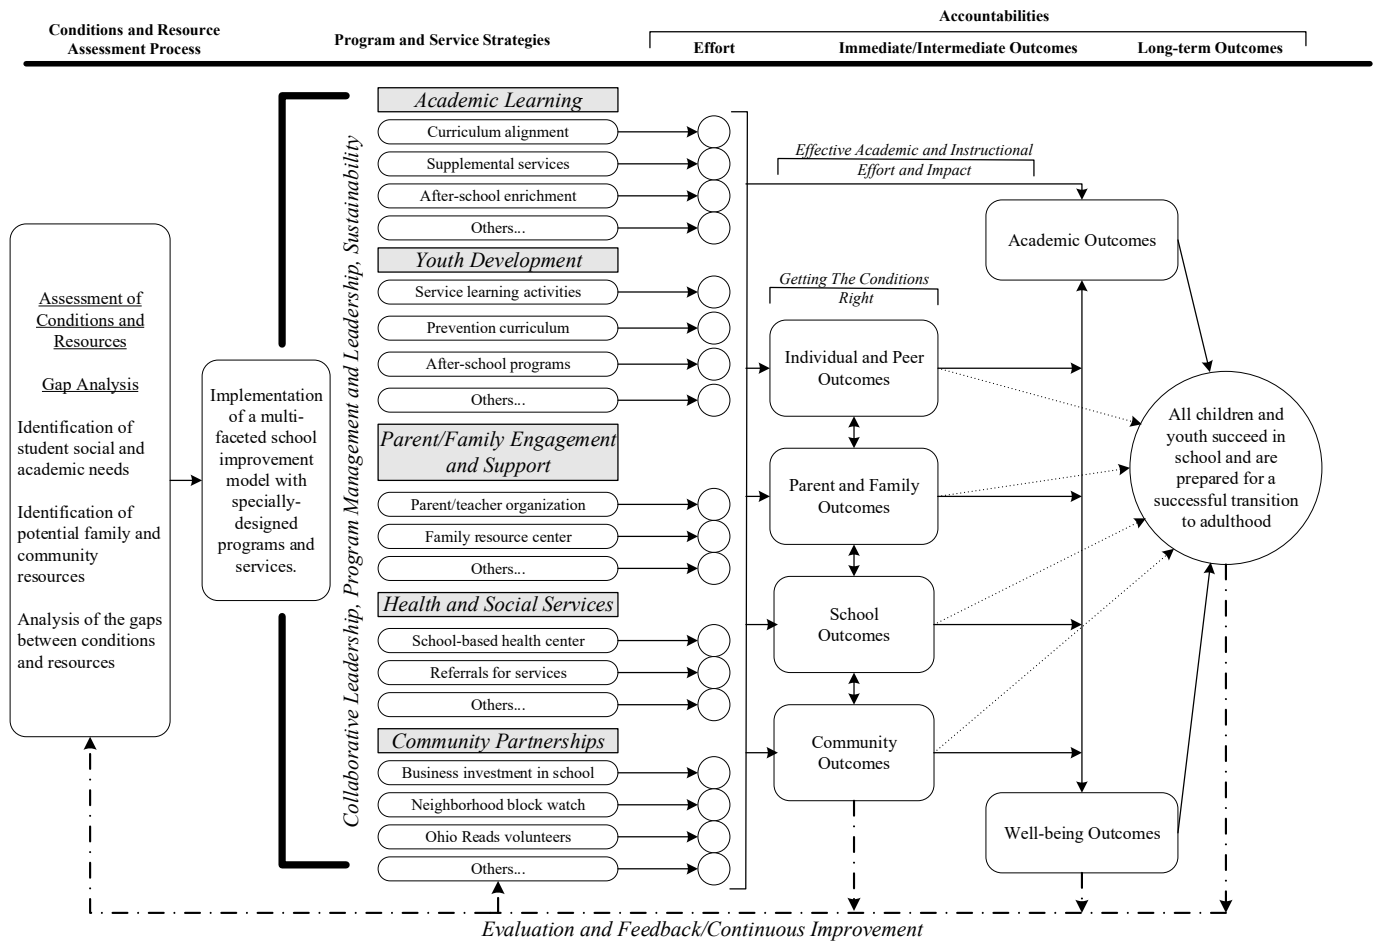 Conditions and Resource
Assessment Process
Program and Service Strategies
Accountabilities
Effort
Immediate/Intermediate Outcomes
Long-term Outcomes
Assessment of
Conditions and
Resources
Gap Analysis
Identification of
student social and
academic needs
Identification of
potential family and
community
resources
Analysis of the gaps
between conditions
and resources
Implementation
of a multi-
faceted school
improvement
model with
specially-
designed
programs and
services.
Collaborative Leadership, Program Management and Leadership, Sustainability
Academic Learning
Curriculum alignment
Supplemental services
After-school enrichment
Others...
Youth Development
Service learning activities
Prevention curriculum
After-school programs
Others...
Parent/Family Engagement
and Support
Parent/teacher organization
Family resource center
Others...
Health and Social Services
School-based health center
Referrals for services
Others...
Community Partnerships
Business investment in school
Neighborhood block watch
Ohio Reads volunteers
Others...
Effective Academic and Instructional
Effort and Impact
Getting The Conditions
Right
Individual and Peer
Outcomes
Parent and Family
Outcomes
School
Outcomes
Community
Outcomes
Academic Outcomes
Well-being Outcomes
All children and
youth succeed in
school and are
prepared for a
successful transition
to adulthood
Evaluation and Feedback/Continuous Improvement